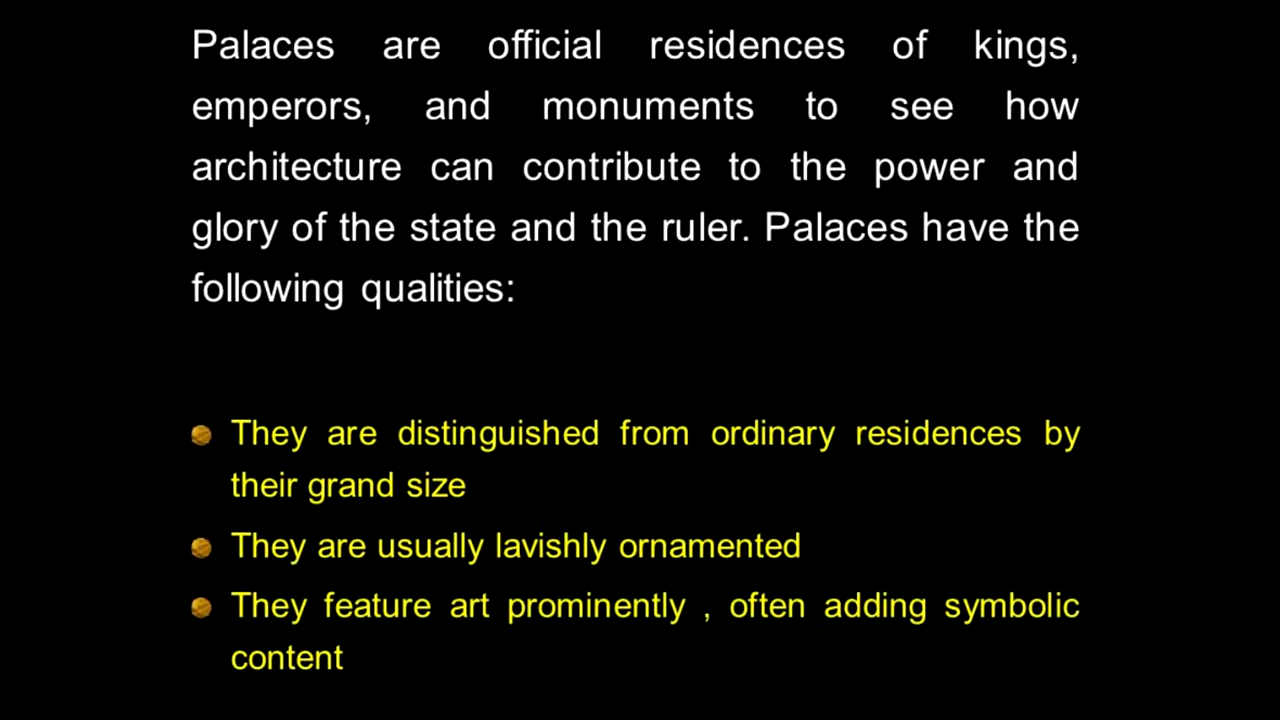 Palaces are official residences of kings,
emperors, and monuments to see how
architecture can contribute to the power and
glory of the state and the ruler. Palaces have the
following qualities:
They are distinguished from ordinary residences by
their grand size
They are usually lavishly ornamented
They feature art prominently , often adding symbolic
content